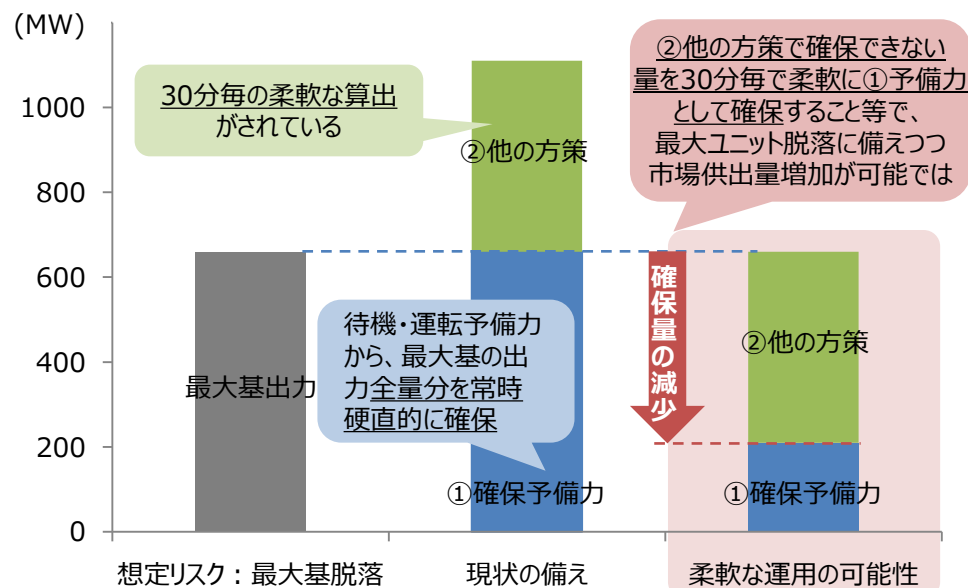 (MW)
1000
800
600
400
200
0
30分毎の柔軟な算出
がされている
②他の方策
②他の方策で確保できない
量を30分毎で柔軟に①予備力
として確保すること等で、
最大ユニット脱落に備えつつ
市場供出量増加が可能では
最大基出力
待機・運転予備力
から、最大基の出
力全量分を常時
硬直的に確保
①確保予備力
確保量の減少
②他の方策
①確保予備力
想定リスク：最大基脱落
現状の備え
柔軟な運用の可能性